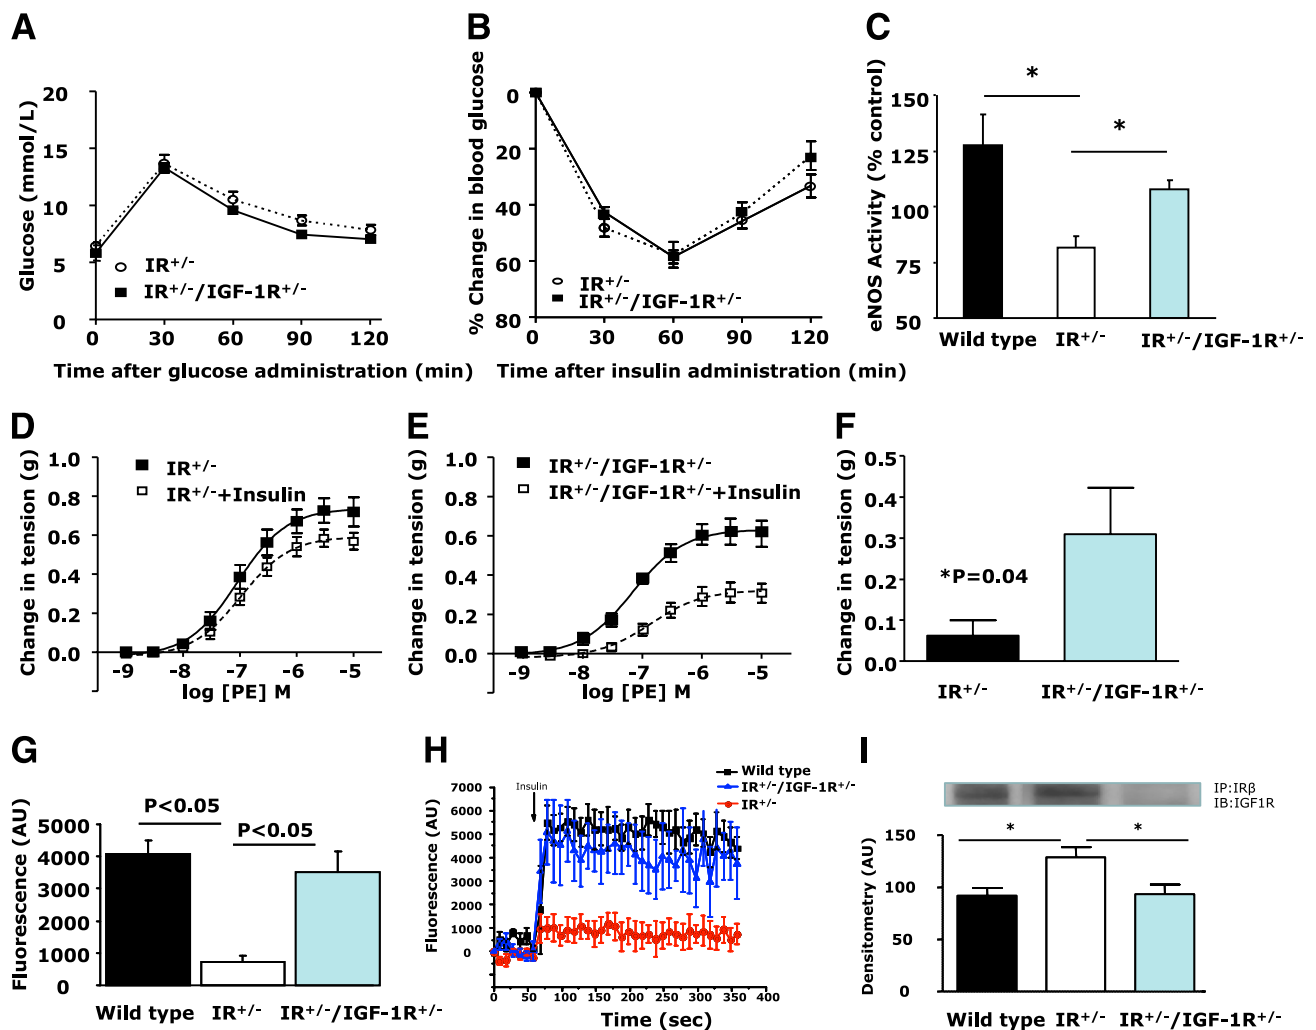 A
Glucose (mmol/L)
20
15
10
5
0
IR+/-
IR+/-/IGF-1R+/-
0 30 60 90 120
Time after glucose administration (min)
B
% Change in blood glucose
0
20
40
60
80
IR+/-
IR+/-/IGF-1R+/-
0 30 60 90 120
Time after insulin administration (min)
C
eNOS Activity (% control)
150
125
100
75
50
*
*
Wild type IR+/- IR+/-/IGF-1R+/-
D
Change in tension (g)
1.0
0.8
0.6
0.4
0.2
0.0
IR+/-
IR+/-+Insulin
-9 -8 -7 -6 -5
log [PE] M
E
Change in tension (g)
1.0
0.8
0.6
0.4
0.2
0.0
IR+/-/IGF-1R+/-
IR+/-/IGF-1R+/-+Insulin
-9 -8 -7 -6 -5
log [PE] M
F
Change in tension (g)
0.5
0.4
0.3
0.2
0.1
0.0
*P=0.04
IR+/- IR+/-/IGF-1R+/-
G
Fluorescence (AU)
5000
4000
3000
2000
1000
0
P<0.05
P<0.05
Wild type IR+/- IR+/-/IGF-1R+/-
H
Fluorescence (AU)
7000
6000
5000
4000
3000
2000
1000
0
Insulin
Wild type
IR+/-/IGF-1R+/-
IR+/-
0 50 100 150 200 250 300 350 400
Time (sec)
I
IP:IRβ
IB:IGF1R
Densitometry (AU)
150
100
50
0
* *
Wild type IR+/- IR+/-/IGF-1R+/-